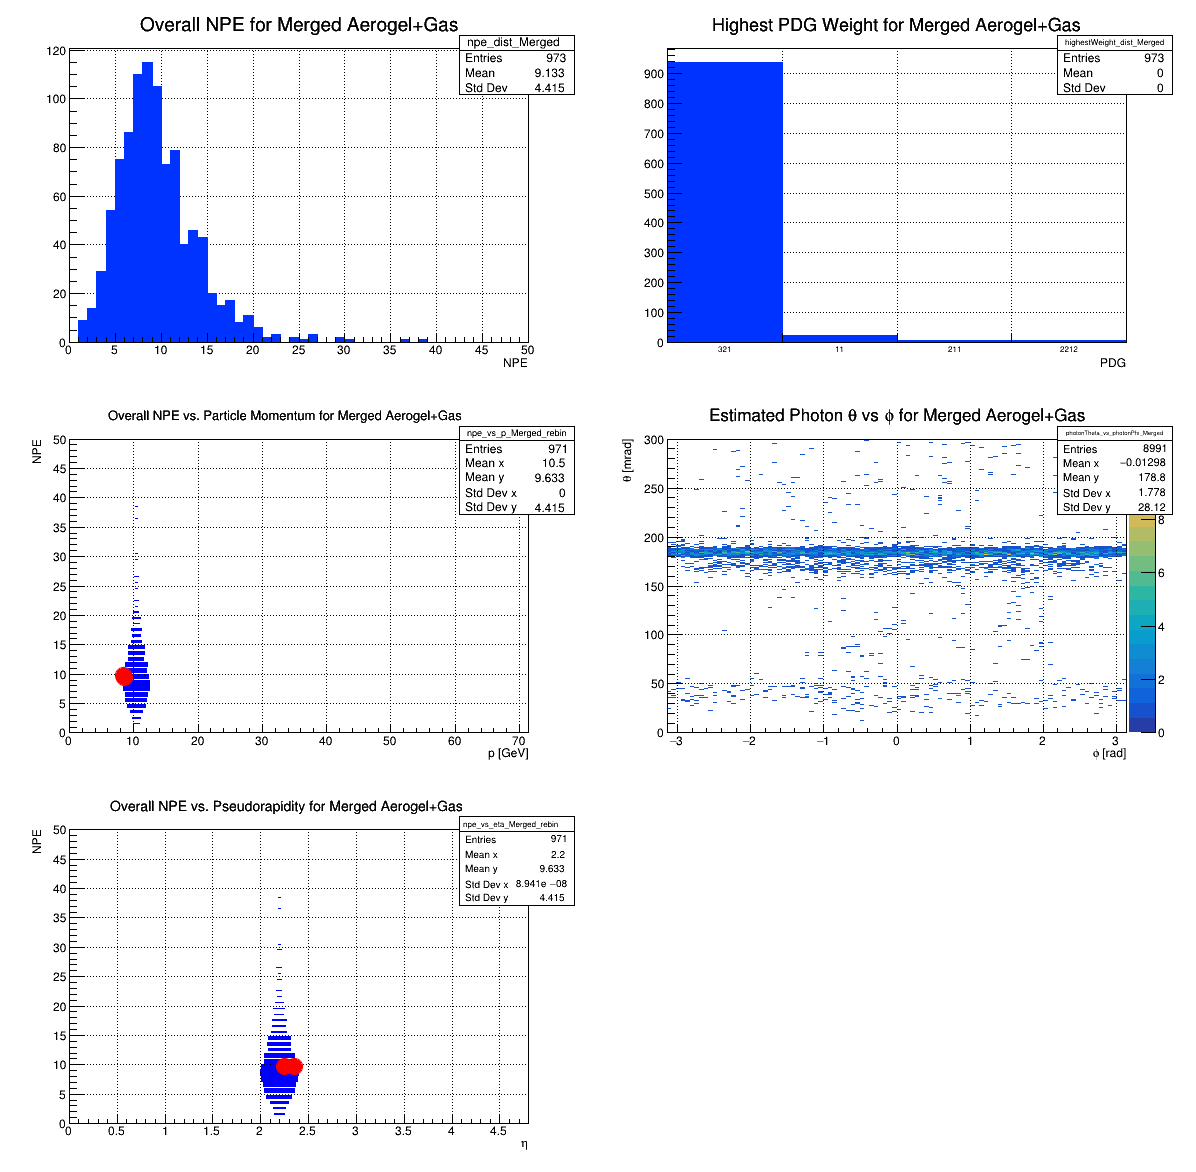 Overall NPE for Merged Aerogel+Gas
npe_dist_Merged
Entries 973
Mean 9.133
Std Dev 4.415
120
100
80
60
40
20
0
0 5 10 15 20 25 30 35 40 45 50
NPE
Highest PDG Weight for Merged Aerogel+Gas
highestWeight_dist_Merged
Entries 973
Mean 0
Std Dev 0
900
800
700
600
500
400
300
200
100
0
321 11 211 2212
PDG
Overall NPE vs. Particle Momentum for Merged Aerogel+Gas
npe_vs_p_Merged_rebin
Entries 971
Mean x 10.5
Mean y 9.633
Std Dev x 0
Std Dev y 4.415
NPE
50
45
40
35
30
25
20
15
10
5
0
0 10 20 30 40 50 60 70
p [GeV]
Estimated Photon θ vs ϕ for Merged Aerogel+Gas
photonTheta_vs_photonPhi_Merged
Entries 8991
Mean x −0.01298
Mean y 178.8
Std Dev x 1.778
Std Dev y 28.12
θ [mrad]
300
250
200
150
100
50
0
−3 −2 −1 0 1 2 3
ϕ [rad]
8
6
4
2
0
Overall NPE vs. Pseudorapidity for Merged Aerogel+Gas
npe_vs_eta_Merged_rebin
Entries 971
Mean x 2.2
Mean y 9.633
Std Dev x 8.941e −08
Std Dev y 4.415
NPE
50
45
40
35
30
25
20
15
10
5
0
0 0.5 1 1.5 2 2.5 3 3.5 4 4.5
η